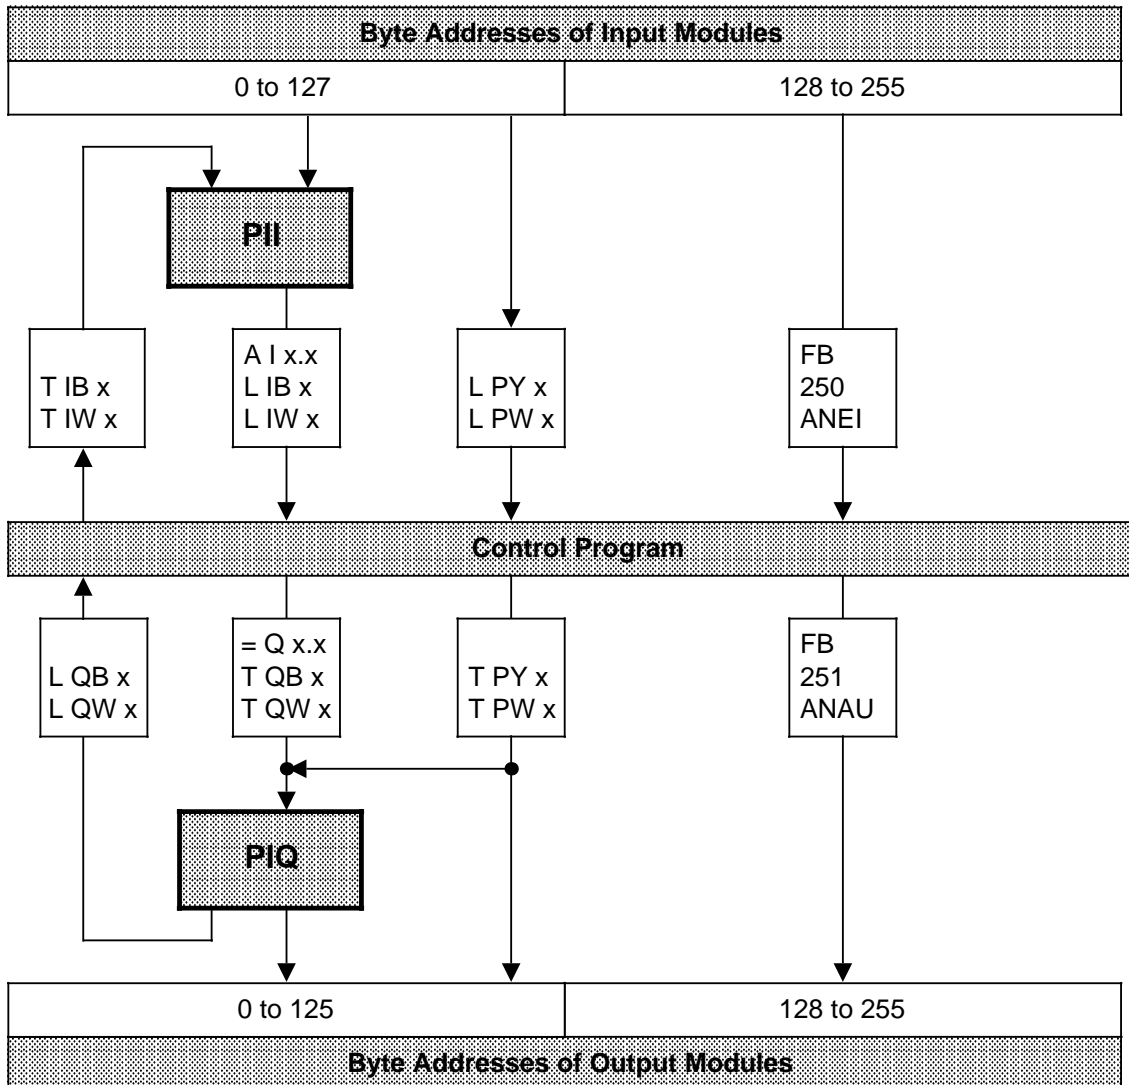 Byte Addresses of Input Modules
0 to 127
128 to 255
PII
T IB x
T IW x
A I x.x
L IB x
L IW x
L PY x
L PW x
FB
250
ANEI
Control Program
L QB x
L QW x
= Q x.x
T QB x
T QW x
T PY x
T PW x
FB
251
ANAU
PIQ
0 to 125
128 to 255
Byte Addresses of Output Modules